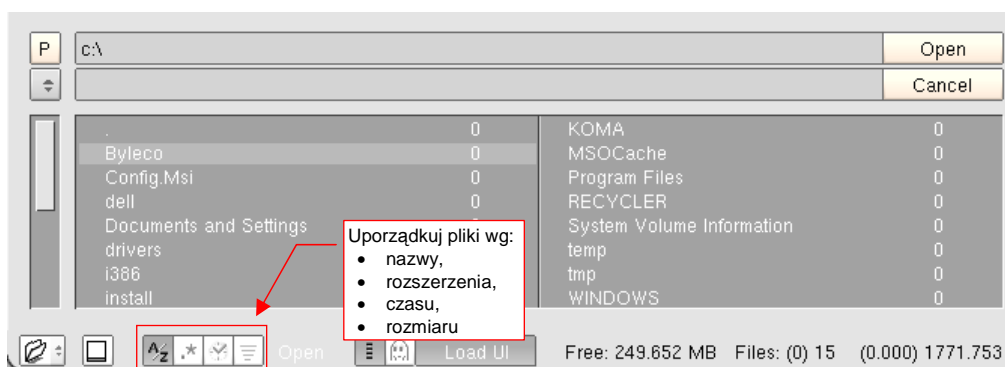 P c:\ Open
Cancel
. 0
Byleco 0
Config.Msi 0
dell 0
Documents and Settings
drivers
i386
install
KOMA 0
MSOCache 0
Program Files 0
RECYCLER 0
System Volume Information 0
temp 0
tmp 0
WINDOWS 0
Uporządkuj pliki wg:
• nazwy,
• rozszerzenia,
• czasu,
• rozmiaru
A/Z .* Open Load UI Free: 249.652 MB Files: (0) 15 (0.000) 1771.753